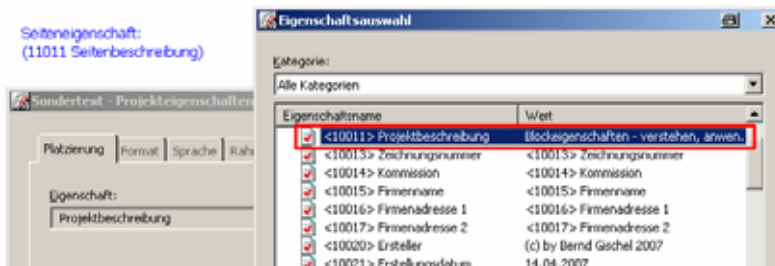 Seiteneigenschaft:
(11011 Seitenbeschreibung)
Eigenschaftsauswahl
Kategorie:
Alle Kategorien
Eigenschaftsname Wert
<10011> Projektbeschreibung Blockeigenschaften - verstehen, anwen.
<10013> Zeichnungsnummer <10013> Zeichnungsnummer
<10014> Kommission <10014> Kommission
<10015> Firmenname <10015> Firmenname
<10016> Firmenadresse 1 <10016> Firmenadresse 1
<10017> Firmenadresse 2 <10017> Firmenadresse 2
<10020> Ersteller (c) by Bernd Gischel 2007
<10021> Erstellungsdatum 14.04.2007
Sondertext - Projekteigenschaften
Platzierung Format Sprache Rah
Eigenschaft:
Projektbeschreibung